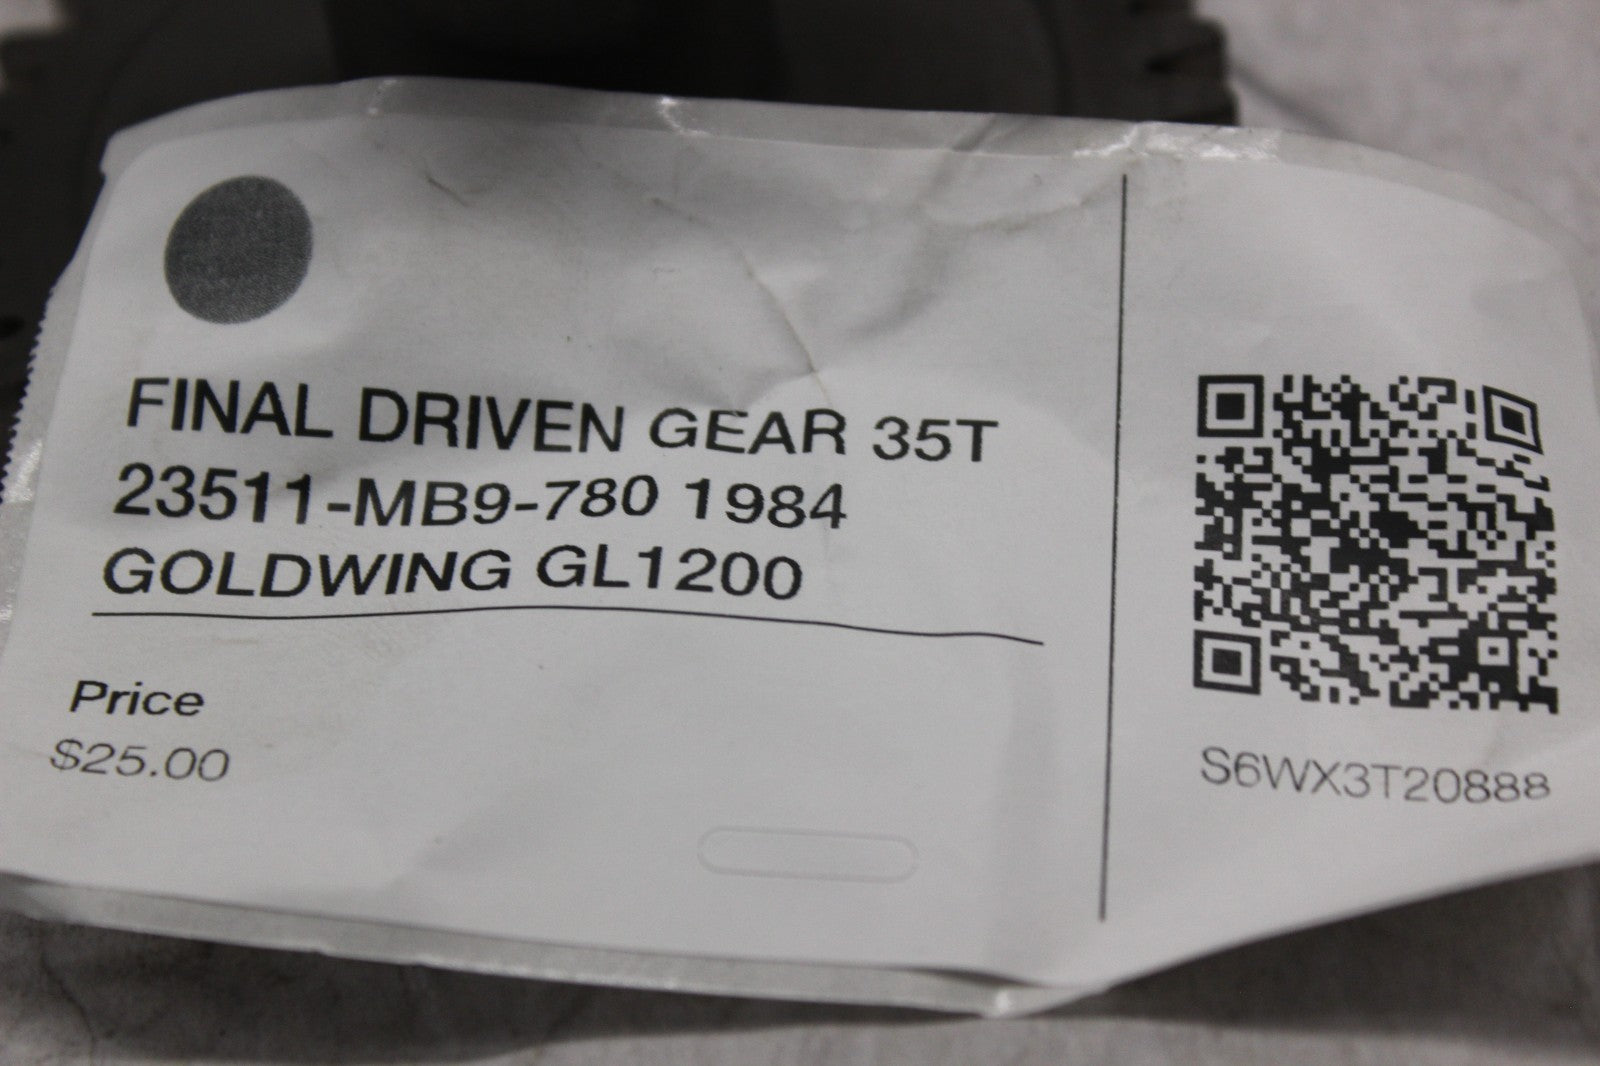 FINAL DRIVEN GEAR 35T
23511-MB9-780 1984
GOLDWING GL1200
Price
$25.00
S6WX3T20888